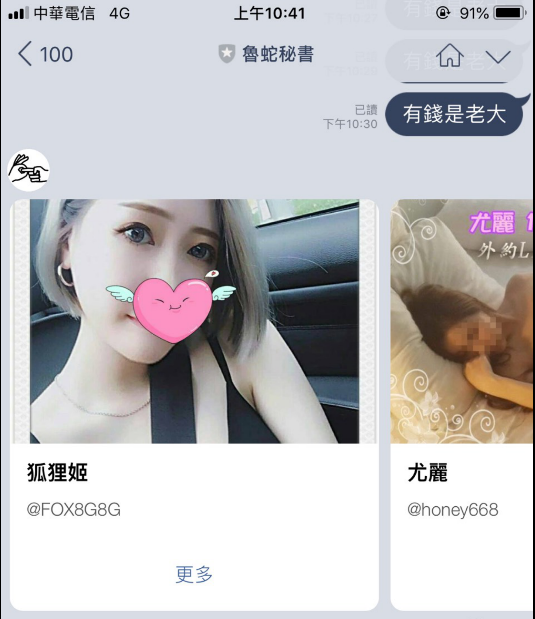 中華電信 4G 上午10:41 91%
100 魯蛇秘書
已讀
下午10:30 有錢是老大
尤麗
外約
狐狸姬
@FOX8G8G
更多
尤麗
@honey668